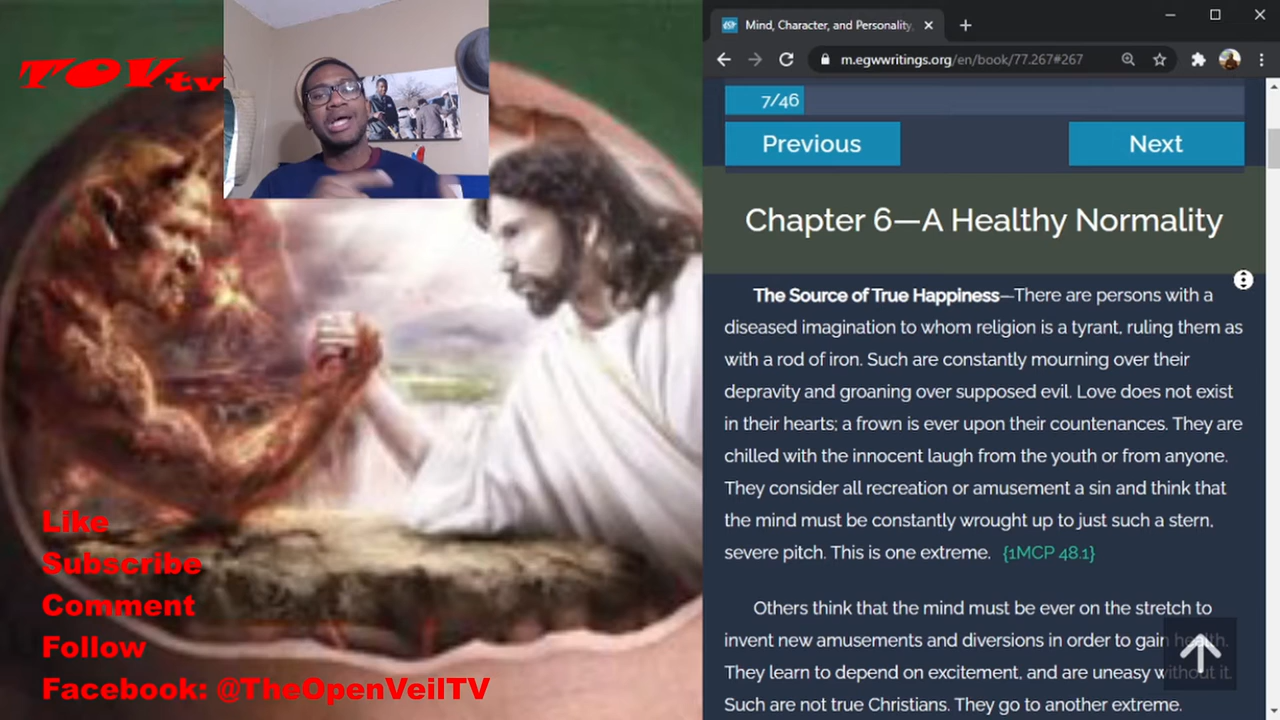 TOVtv
Like
Subscribe
Comment
Follow
Facebook: @TheOpenVeilTV
Mind, Character, and Personality,
m.egwwritings.org/en/book/77.267#267
7/46
Previous
Next
Chapter 6—A Healthy Normality
The Source of True Happiness—There are persons with a
diseased imagination to whom religion is a tyrant, ruling them as
with a rod of iron. Such are constantly mourning over their
depravity and groaning over supposed evil. Love does not exist
in their hearts; a frown is ever upon their countenances. They are
chilled with the innocent laugh from the youth or from anyone.
They consider all recreation or amusement a sin and think that
the mind must be constantly wrought up to just such a stern,
severe pitch. This is one extreme. {1MCP 48.1}
Others think that the mind must be ever on the stretch to
invent new amusements and diversions in order to gain health.
They learn to depend on excitement, and are uneasy without it.
Such are not true Christians. They go to another extreme.